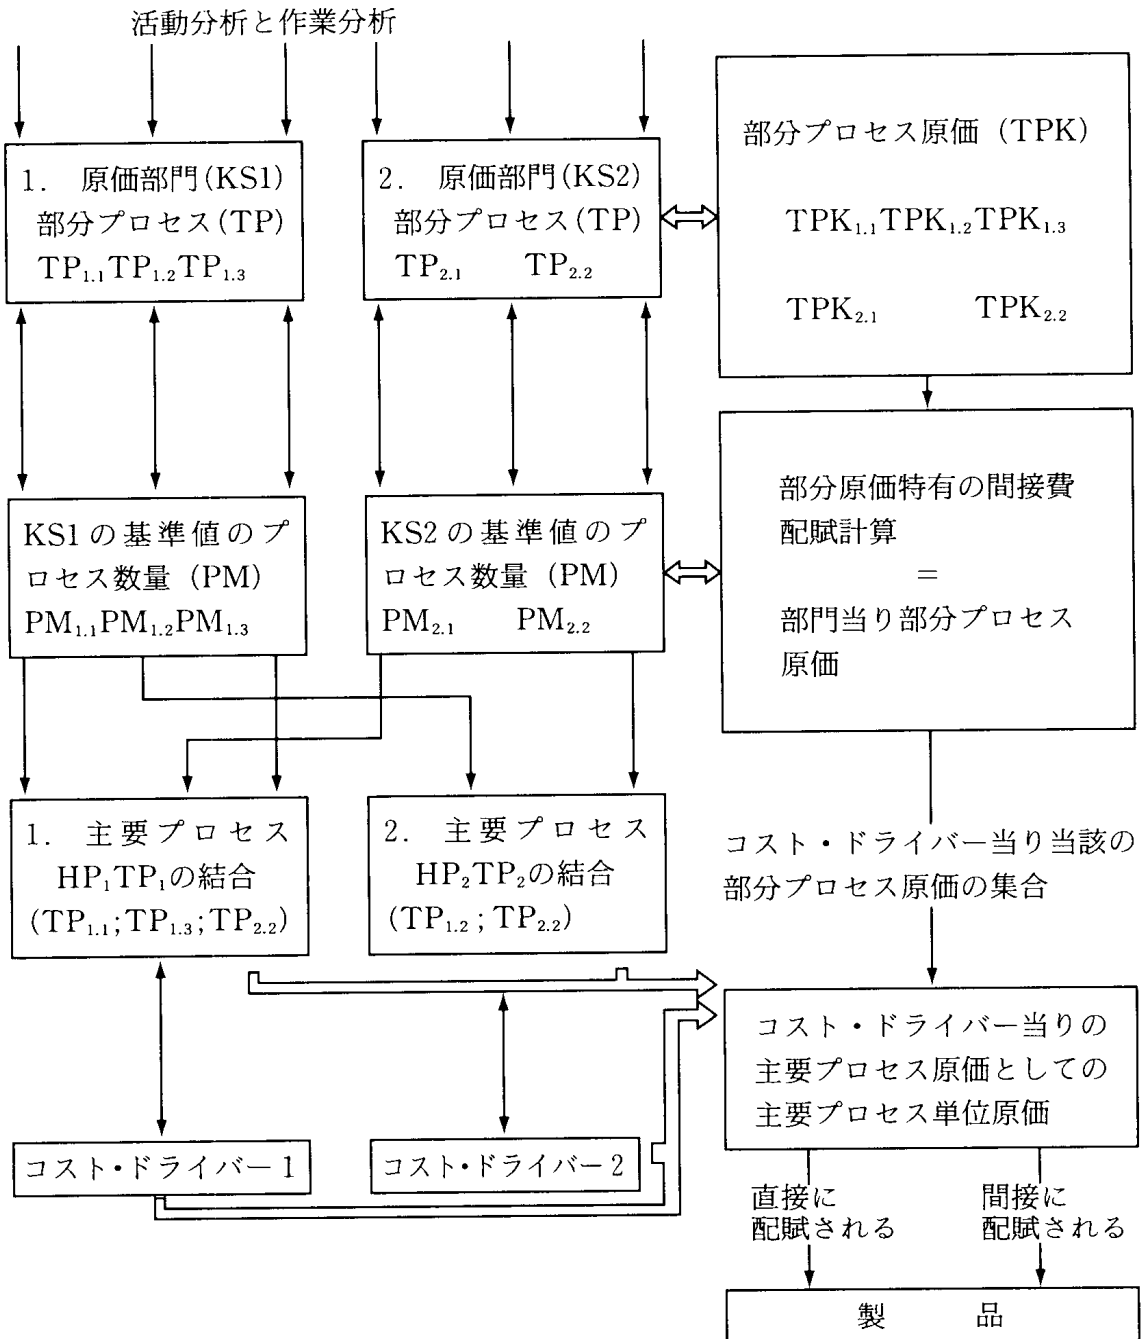 活動分析と作業分析
1. 原価部門(KS1)
部分プロセス(TP)
TP1.1TP1.2TP1.3
2. 原価部門(KS2)
部分プロセス(TP)
TP2.1 TP2.2
部分プロセス原価(TPK)
TPK1.1TPK1.2TPK1.3
TPK2.1 TPK2.2
KS1の基準値のプ
ロセス数量(PM)
PM1.1PM1.2PM1.3
KS2の基準値のプ
ロセス数量(PM)
PM2.1 PM2.2
部分原価特有の間接費
配賦計算
=
部門当り部分プロセス
原価
1. 主要プロセス
HP1TP1の結合
(TP1.1;TP1.3;TP2.2)
2. 主要プロセス
HP2TP2の結合
(TP1.2;TP2.2)
コスト・ドライバー当り当該の
部分プロセス原価の集合
コスト・ドライバー当りの
主要プロセス原価としての
主要プロセス単位原価
コスト・ドライバー1
コスト・ドライバー2
直接に
配賦される
間接に
配賦される
製品